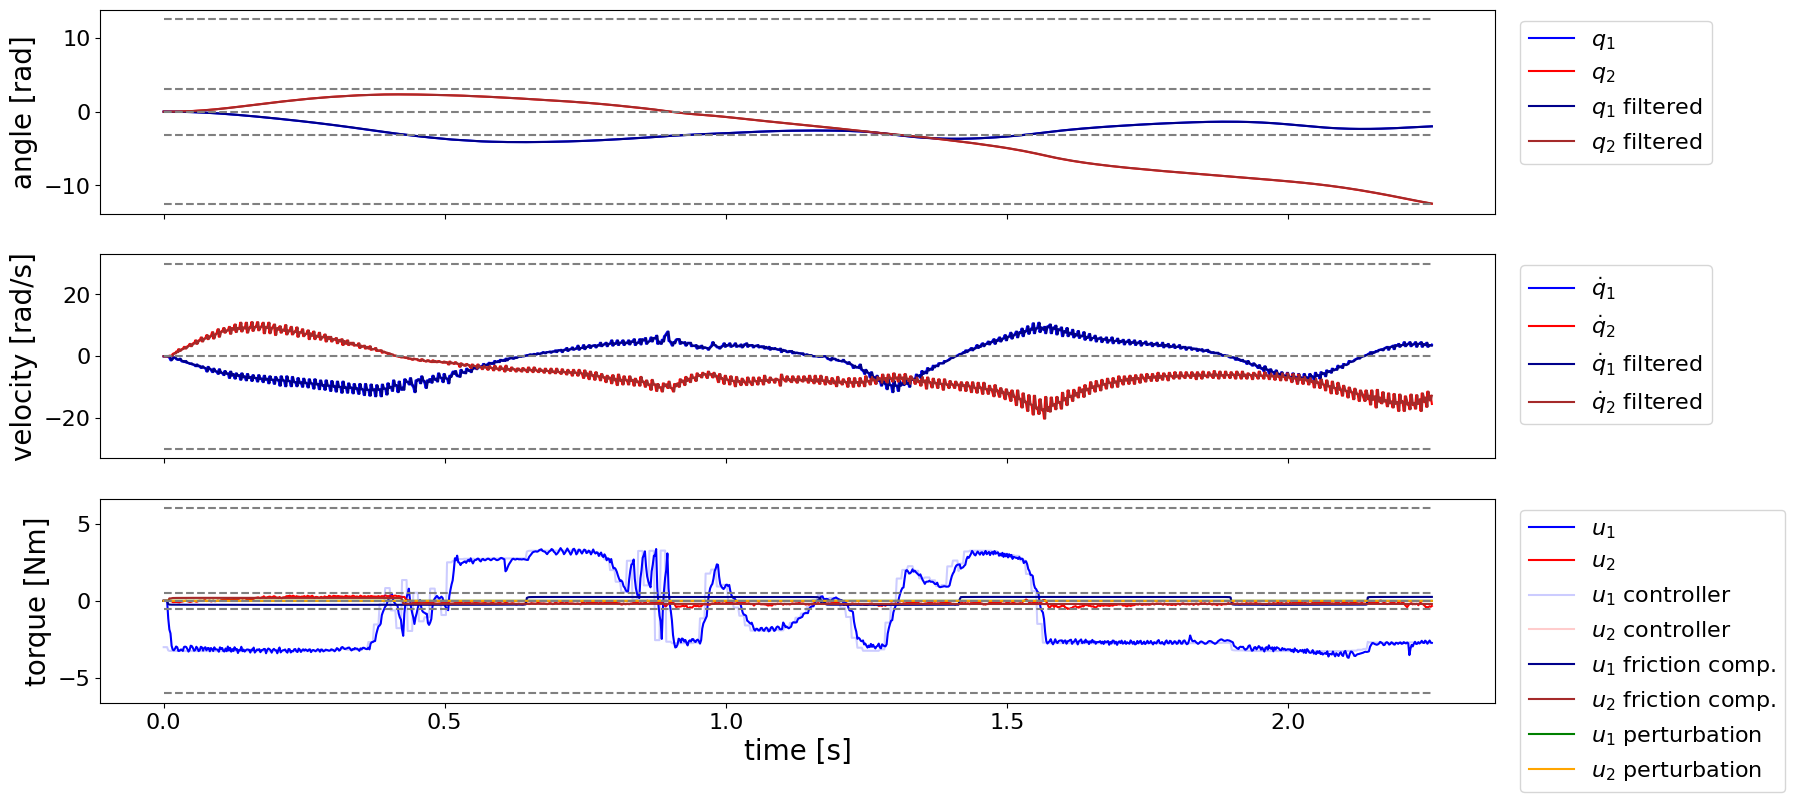 angle [rad]
10
0
−10
q₁
q₂
q₁ filtered
q₂ filtered
velocity [rad/s]
20
0
−20
q̇₁
q̇₂
q̇₁ filtered
q̇₂ filtered
torque [Nm]
5
0
−5
0.0 0.5 1.0 1.5 2.0
time [s]
u₁
u₂
u₁ controller
u₂ controller
u₁ friction comp.
u₂ friction comp.
u₁ perturbation
u₂ perturbation